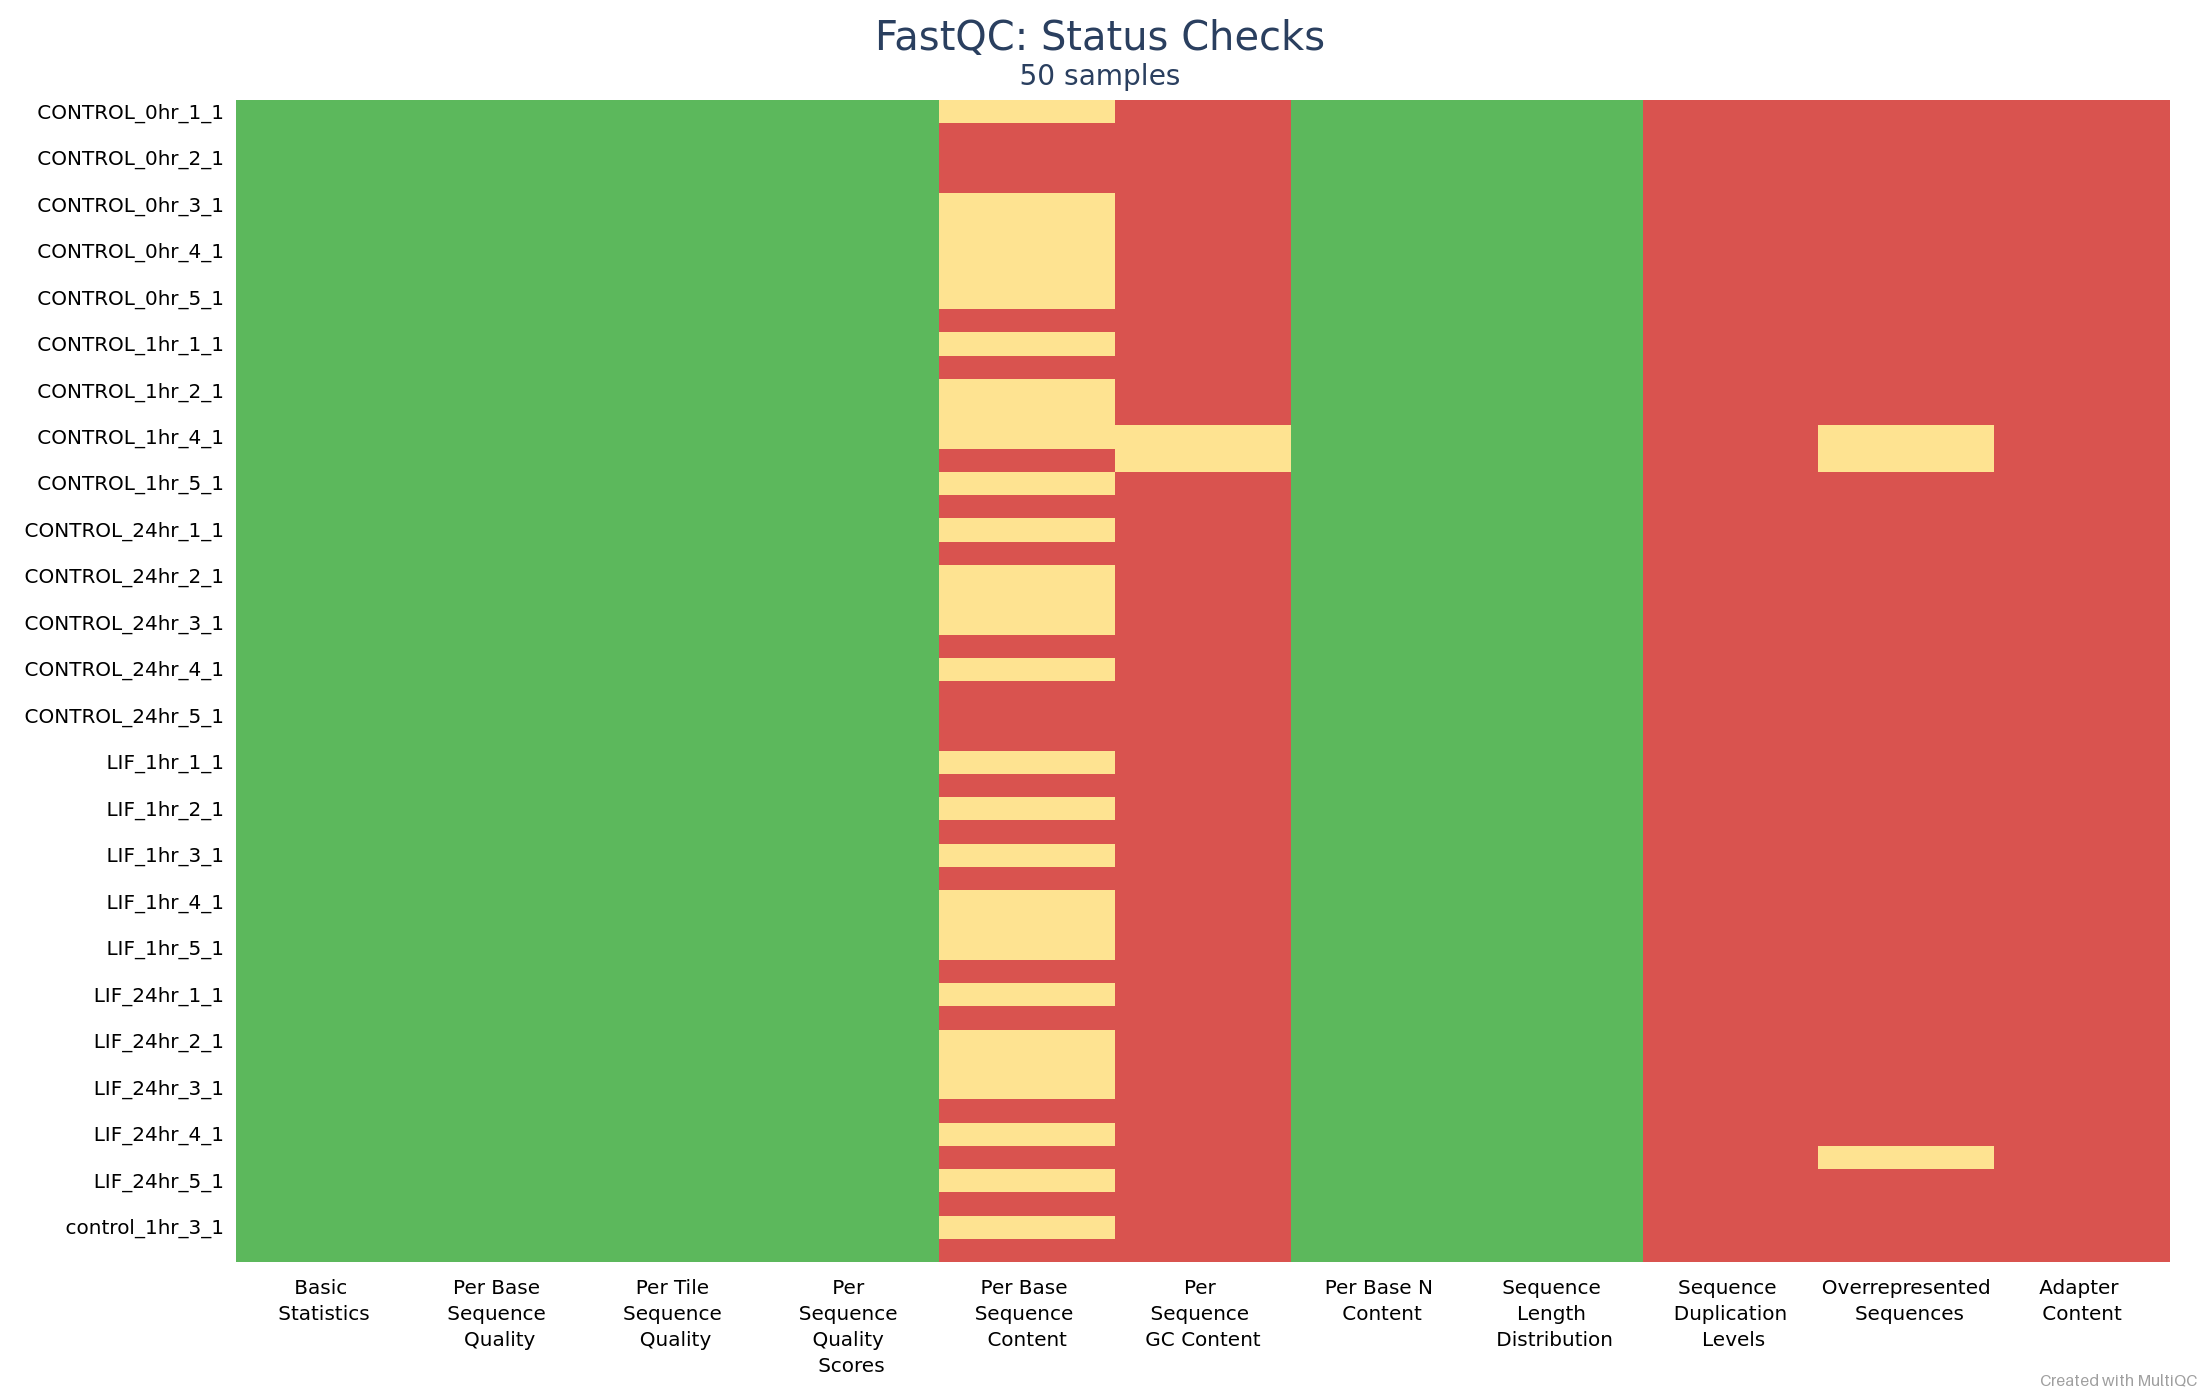 FastQC: Status Checks
50 samples
CONTROL_0hr_1_1
CONTROL_0hr_2_1
CONTROL_0hr_3_1
CONTROL_0hr_4_1
CONTROL_0hr_5_1
CONTROL_1hr_1_1
CONTROL_1hr_2_1
CONTROL_1hr_4_1
CONTROL_1hr_5_1
CONTROL_24hr_1_1
CONTROL_24hr_2_1
CONTROL_24hr_3_1
CONTROL_24hr_4_1
CONTROL_24hr_5_1
LIF_1hr_1_1
LIF_1hr_2_1
LIF_1hr_3_1
LIF_1hr_4_1
LIF_1hr_5_1
LIF_24hr_1_1
LIF_24hr_2_1
LIF_24hr_3_1
LIF_24hr_4_1
LIF_24hr_5_1
control_1hr_3_1
Basic
Statistics
Per Base
Sequence
Quality
Per Tile
Sequence
Quality
Per
Sequence
Quality
Scores
Per Base
Sequence
Content
Per
Sequence
GC Content
Per Base N
Content
Sequence
Length
Distribution
Sequence
Duplication
Levels
Overrepresented
Sequences
Adapter
Content
Created with MultiQC